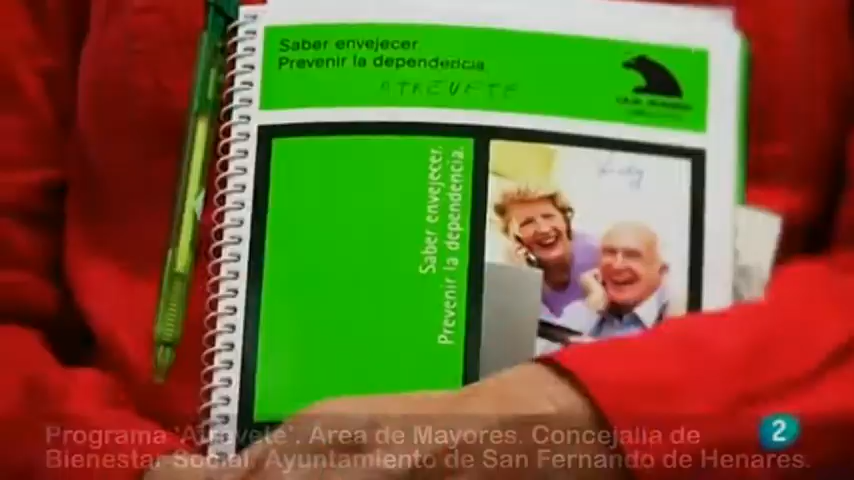 Saber envejecer.
Prevenir la dependencia.
ATREVETE
Saber envejecer.
Prevenir la dependencia.
Programa 'Atrévete'. Area de Mayores. Concejalía de
Bienestar Social. Ayuntamiento de San Fernando de Henares.
2